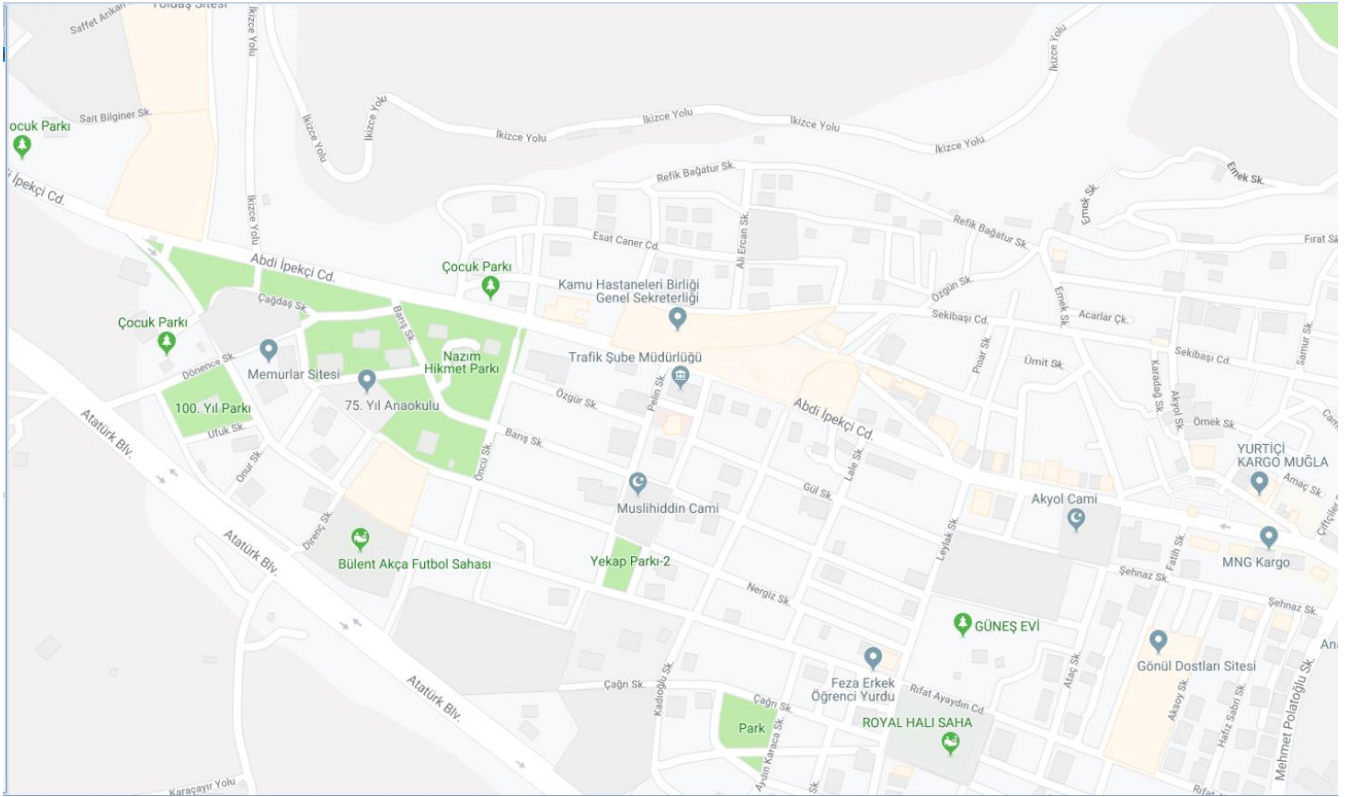 Yoldaş Sitesi
Saffet Arıkan
İkizce Yolu
Sait Bilginer Sk.
ocuk Parkı
İkizce Yolu
İkizce Yolu
İkizce Yolu
İkizce Yolu
İkizce Yolu
İkizce Yolu
İkizce Yolu
İpekçi Cd.
İkizce Yolu
Refik Bağatur Sk.
Emek Sk.
Emek Sk.
Refik Bağatur Sk.
Fırat Sk
Esat Caner Cd.
Ali Ercan Sk.
Abdi İpekçi Cd.
Çocuk Parkı
Kamu Hastaneleri Birliği
Genel Sekreterliği
Özgün Sk.
Emek Sk.
Çağdaş Sk.
Barış Sk.
Sekibaşı Cd.
Acarlar Çk.
Çocuk Parkı
Pınar Sk.
Samur Sk.
Dönence Sk.
Memurlar Sitesi
Nazım
Hikmet Parkı
Trafik Şube Müdürlüğü
Ümit Sk.
Sekibaşı Cd.
Karadağ Sk.
Akyol Sk.
100. Yıl Parkı
75. Yıl Anaokulu
Özgür Sk.
Pelin Sk.
Abdi İpekçi Cd.
Örnek Sk.
Ufuk Sk.
Atatürk Blv.
Barış Sk.
Öncü Sk.
Lale Sk.
YURTİÇİ
KARGO MUĞLA
Onur Sk.
Gül Sk.
Amaç Sk.
Muslihiddin Cami
Akyol Cami
Çiftçiler
Direnç Sk.
Leylak Sk.
Fatih Sk.
Atatürk Blv.
Bülent Akça Futbol Sahası
Yekap Parkı-2
MNG Kargo
Şehnaz Sk.
Nergiz Sk.
Şehnaz Sk.
GÜNEŞ EVİ
Gönül Dostları Sitesi
Feza Erkek
Öğrenci Yurdu
Ataç Sk.
Atatürk Blv.
Çağrı Sk.
Kadıoğlu Sk.
Çağrı Sk.
Rıfat Ayaydın Cd.
Aksoy Sk.
Hafız Sabri Sk.
Mehmet Polatoğlu Sk.
Park
ROYAL HALI SAHA
Aydın Karaca Sk.
Karaçayır Yolu
Sk.